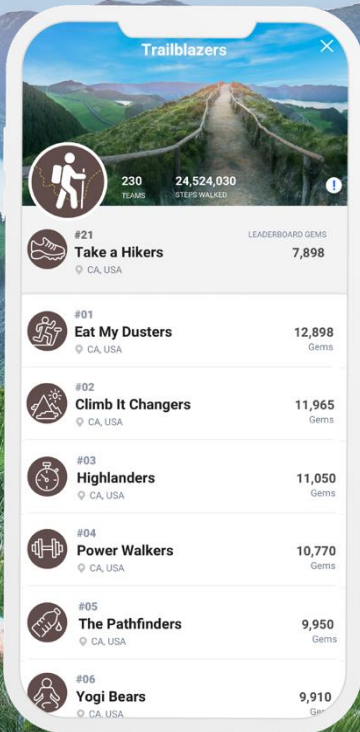 Trailblazers
230
TEAMS
24,524,030
STEPS WALKED
#21
Take a Hikers
CA, USA
LEADERBOARD GEMS
7,898
#01
Eat My Dusters
CA, USA
12,898
Gems
#02
Climb It Changers
CA, USA
11,965
Gems
#03
Highlanders
CA, USA
11,050
Gems
#04
Power Walkers
CA, USA
10,770
Gems
#05
The Pathfinders
CA, USA
9,950
Gems
#06
Yogi Bears
CA, USA
9,910